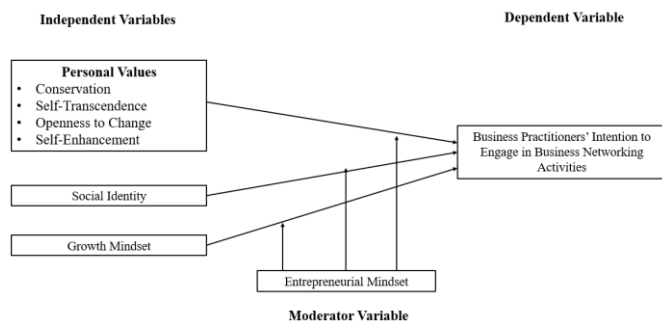 Independent Variables
Dependent Variable
Personal Values
• Conservation
• Self-Transcendence
• Openness to Change
• Self-Enhancement
Business Practitioners' Intention to
Engage in Business Networking
Activities
Social Identity
Growth Mindset
Entrepreneurial Mindset
Moderator Variable